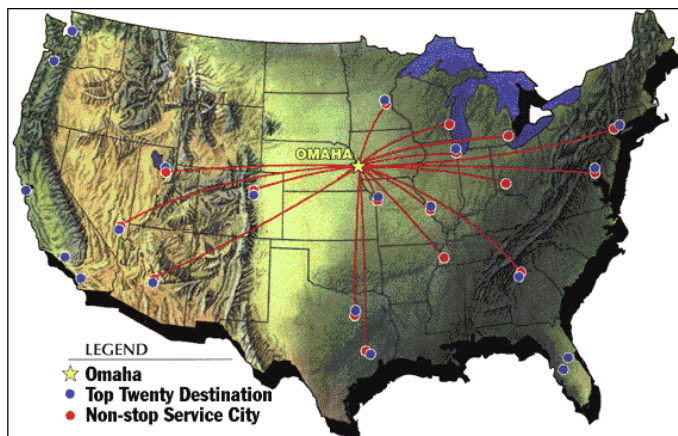 OMAHA
LEGEND
Omaha
Top Twenty Destination
Non-stop Service City